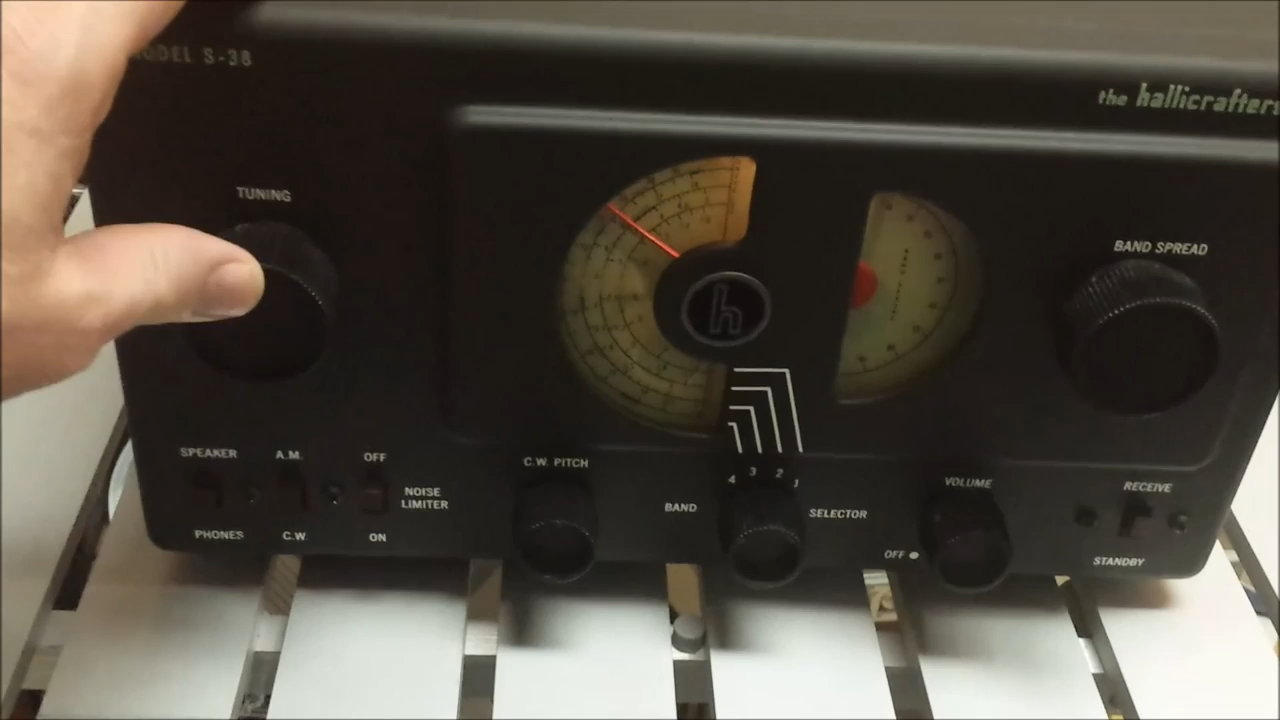 MODEL S-38
the hallicrafters
TUNING
BAND SPREAD
h
SPEAKER
A.M.
OFF
C.W. PITCH
4 3 2 1
VOLUME
RECEIVE
NOISE
LIMITER
BAND
SELECTOR
PHONES
C.W
ON
OFF
STANDBY